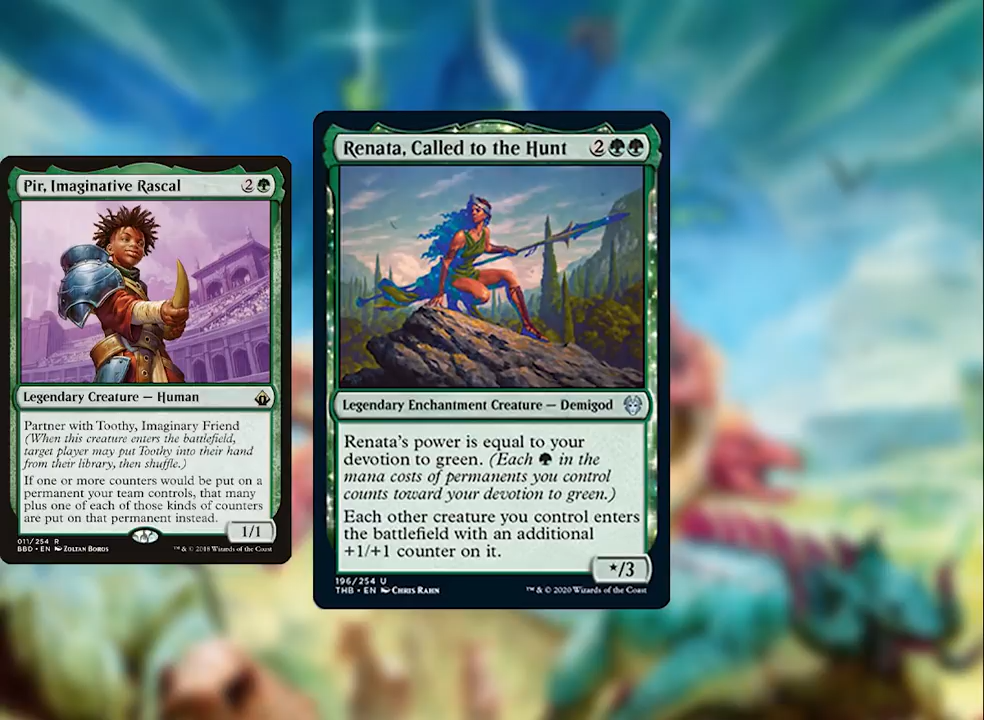 Pir, Imaginative Rascal 2
Legendary Creature — Human
Partner with Toothy, Imaginary Friend
(When this creature enters the battlefield,
target player may put Toothy into their hand
from their library, then shuffle.)
If one or more counters would be put on a
permanent your team controls, that many
plus one of each of those kinds of counters
are put on that permanent instead.
1/1
011/254 R
BBD • EN Zoltan Boros
™ & © 2018 Wizards of the Coast
Renata, Called to the Hunt 2
Legendary Enchantment Creature — Demigod
Renata's power is equal to your
devotion to green. (Each in the
mana costs of permanents you control
counts toward your devotion to green.)
Each other creature you control enters
the battlefield with an additional
+1/+1 counter on it.
*/3
196/254 U
THB • EN Chris Rahn
™ & © 2020 Wizards of the Coast